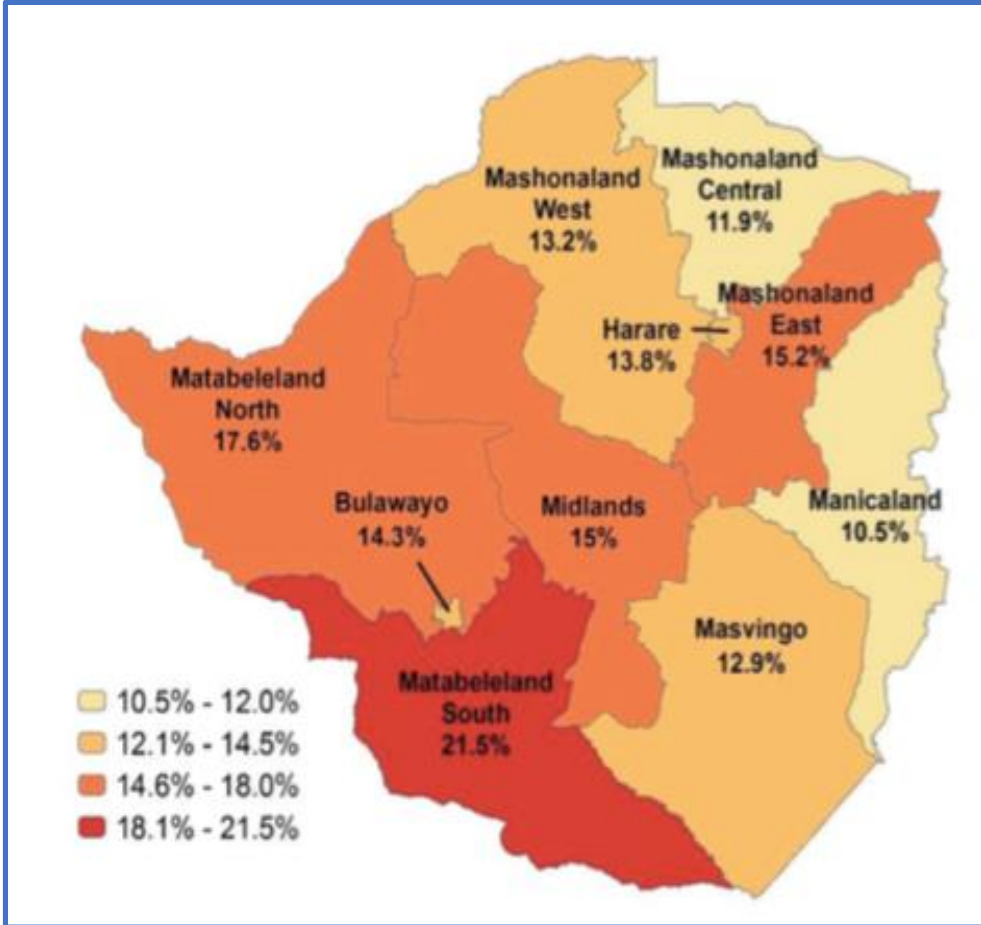 Mashonaland
Central
11.9%
Mashonaland
West
13.2%
Mashonaland
East
15.2%
Harare
13.8%
Matabeleland
North
17.6%
Bulawayo
14.3%
Midlands
15%
Manicaland
10.5%
Masvingo
12.9%
Matabeleland
South
21.5%
10.5% - 12.0%
12.1% - 14.5%
14.6% - 18.0%
18.1% - 21.5%